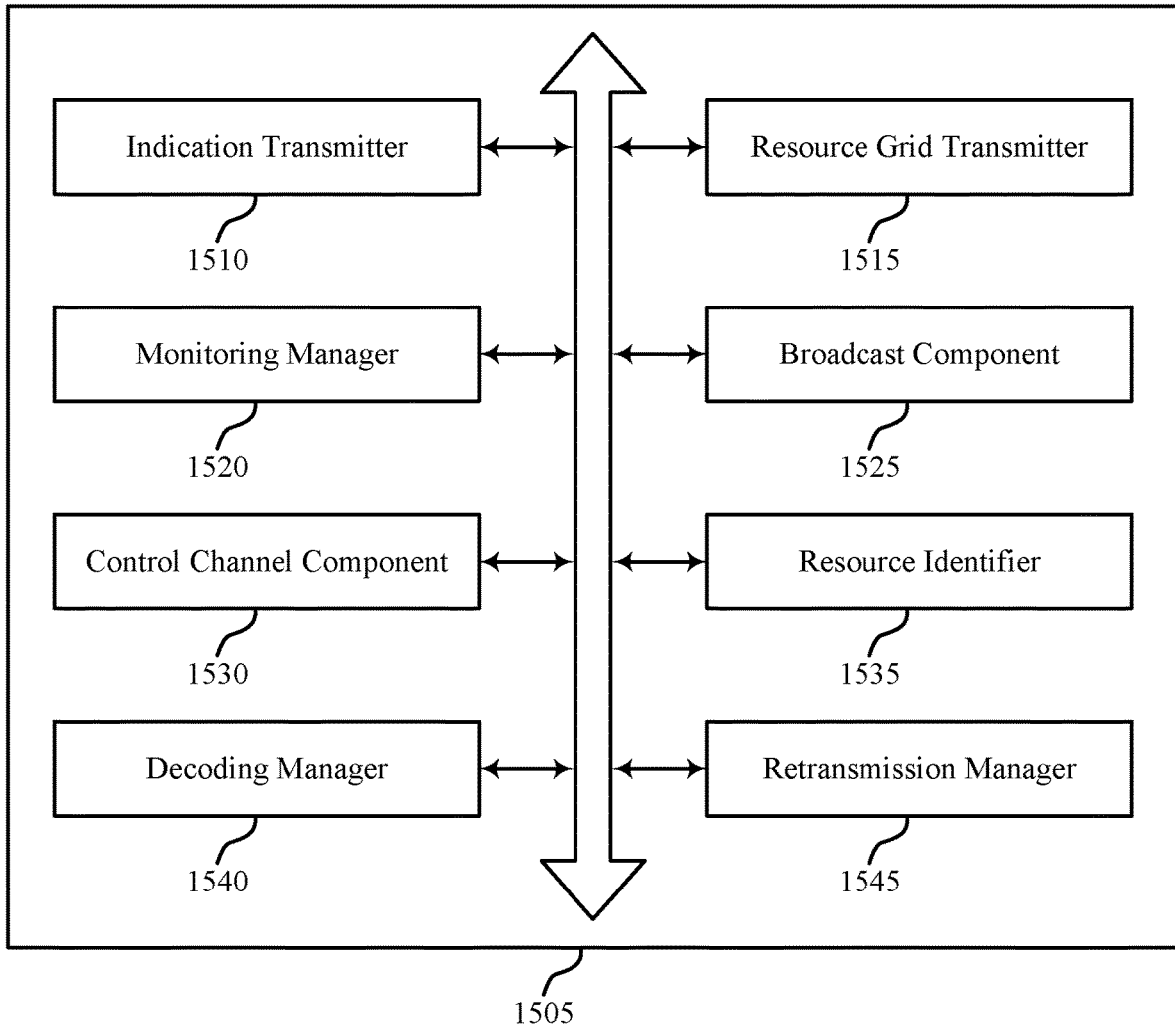 Indication Transmitter
Resource Grid Transmitter
1510
1515
Monitoring Manager
Broadcast Component
1520
1525
Control Channel Component
Resource Identifier
1530
1535
Decoding Manager
Retransmission Manager
1540
1545
1505